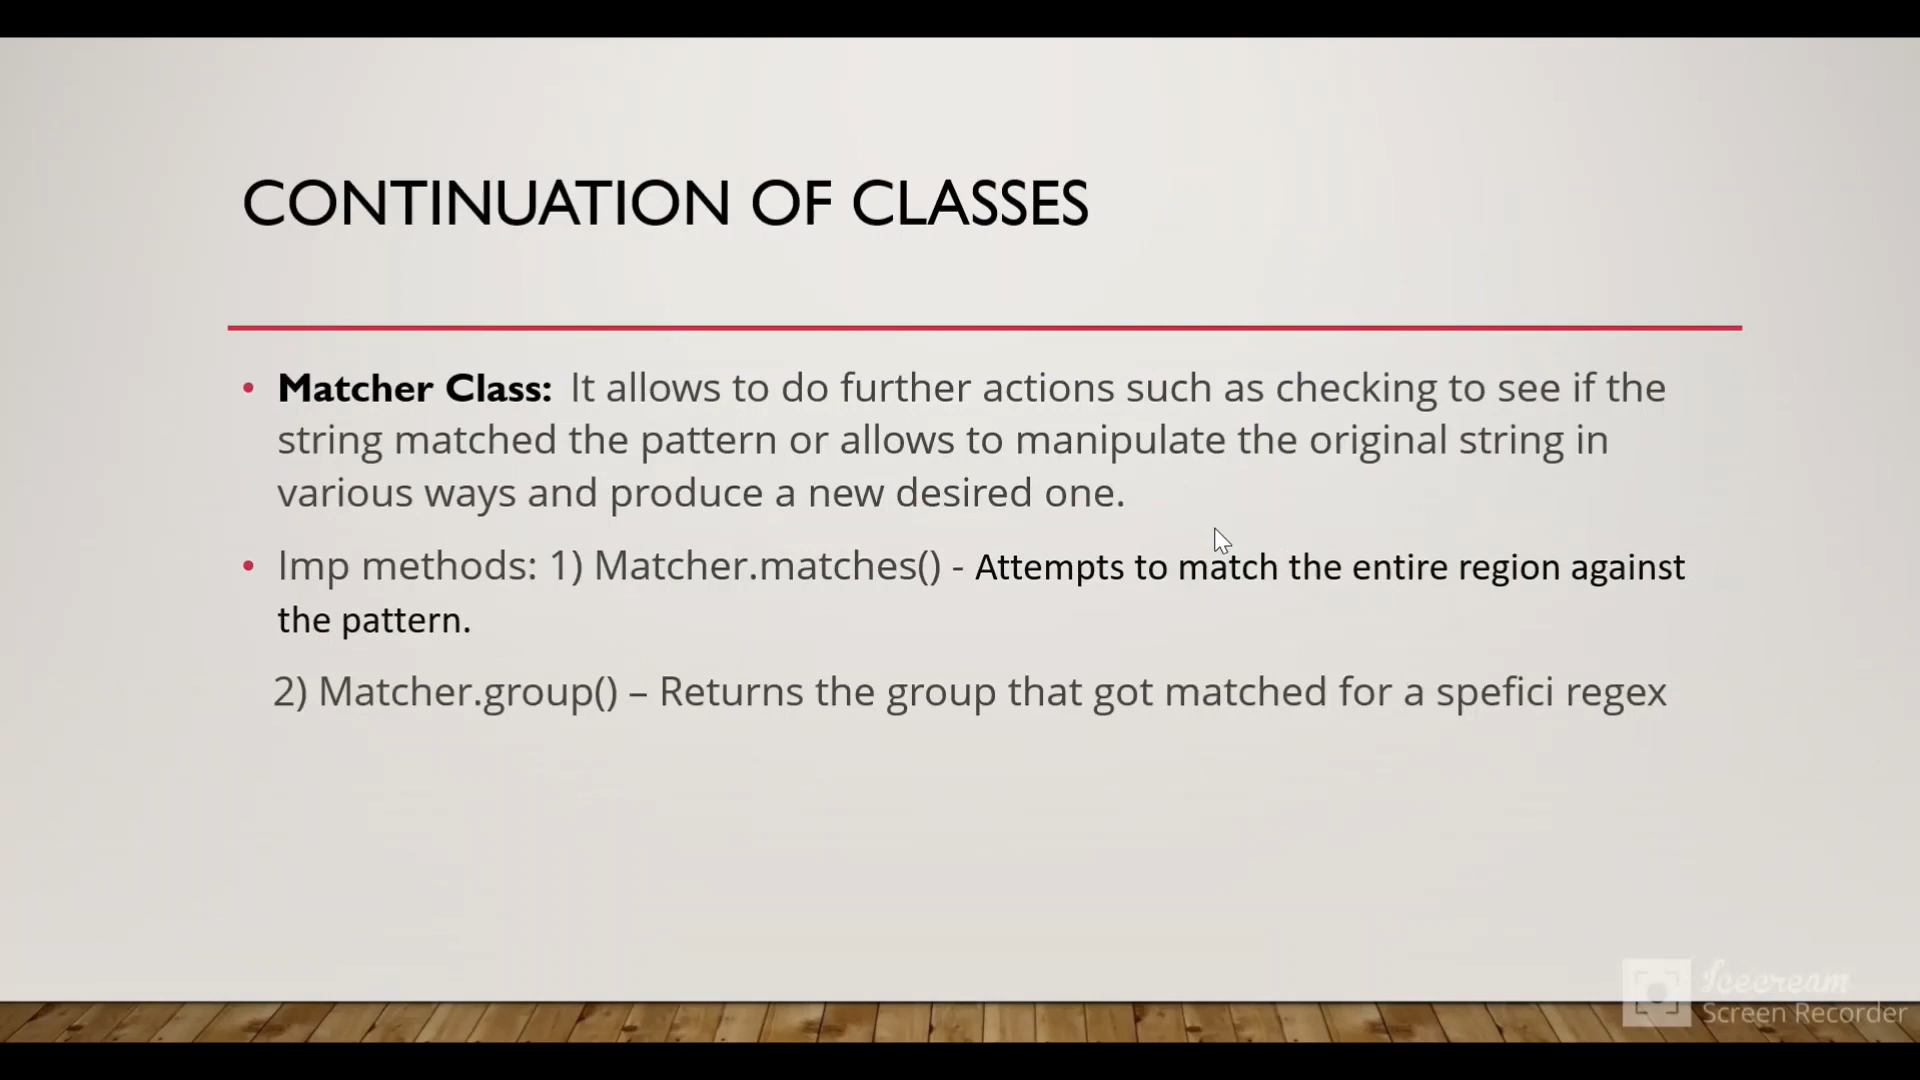 CONTINUATION OF CLASSES
• Matcher Class: It allows to do further actions such as checking to see if the
string matched the pattern or allows to manipulate the original string in
various ways and produce a new desired one.
• Imp methods: 1) Matcher.matches() - Attempts to match the entire region against
the pattern.
2) Matcher.group() – Returns the group that got matched for a spefici regex
Icecream
Screen Recorder